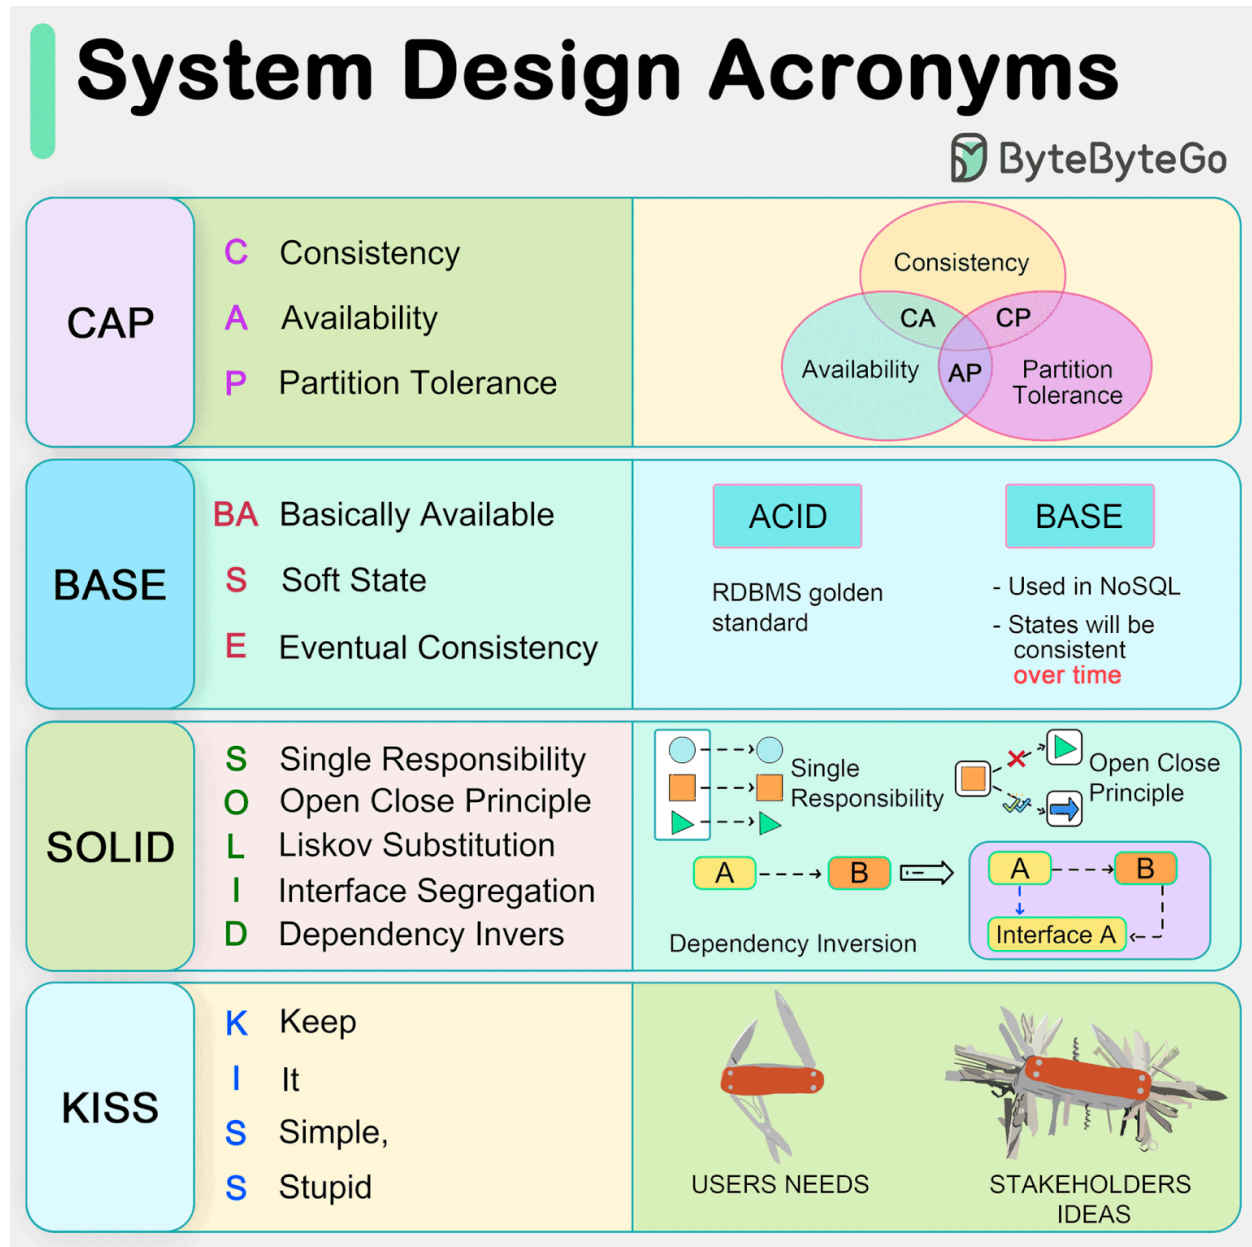 System Design Acronyms
ByteByteGo
CAP
C Consistency
A Availability
P Partition Tolerance
Consistency
CA
CP
Availability
AP
Partition
Tolerance
BASE
BA Basically Available
S Soft State
E Eventual Consistency
ACID
RDBMS golden
standard
BASE
- Used in NoSQL
- States will be
consistent
over time
SOLID
S Single Responsibility
O Open Close Principle
L Liskov Substitution
I Interface Segregation
D Dependency Invers
Single
Responsibility
Open Close
Principle
A
B
A
B
Interface A
Dependency Inversion
KISS
K Keep
I It
S Simple,
S Stupid
USERS NEEDS
STAKEHOLDERS
IDEAS